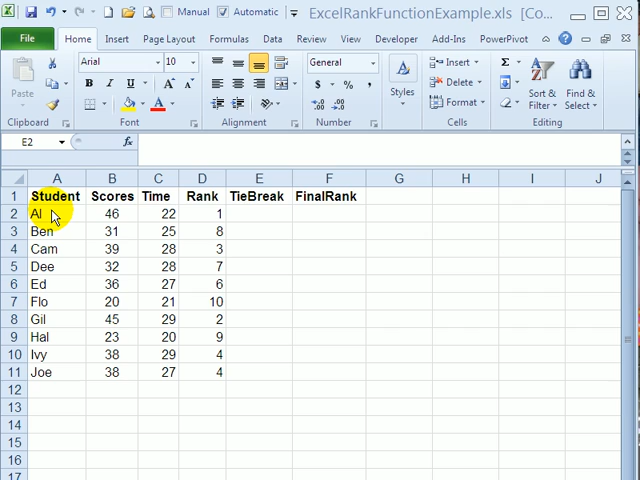 Manual Automatic ExcelRankFunctionExample.xls [Co...
File Home Insert Page Layout Formulas Data Review View Developer Add-Ins PowerPivot
Arial 10 General Insert
Paste B I U $ % , Styles Delete Sort & Filter Find & Select
A A Format
Clipboard Font Alignment Number Cells Editing
E2 fx
A B C D E F G H I J
1 Student Scores Time Rank TieBreak FinalRank
2 Al 46 22 1
3 Ben 31 25 8
4 Cam 39 28 3
5 Dee 32 28 7
6 Ed 36 27 6
7 Flo 20 21 10
8 Gil 45 29 2
9 Hal 23 20 9
10 Ivy 38 29 4
11 Joe 38 27 4
12
13
14
15
16
17